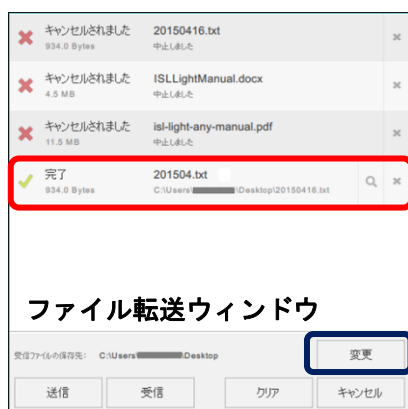 キャンセルされました 20150416.txt
934.0 Bytes 中止しました
キャンセルされました ISLLightManual.docx
4.5 MB 中止しました
キャンセルされました isl-light-any-manual.pdf
11.5 MB 中止しました
完了 201504.txt
934.0 Bytes C:\Users\ \Desktop\20150416.txt
ファイル転送ウィンドウ
受信ファイルの保存先: C:\Users\ Desktop 変更
送信 受信 クリア キャンセル